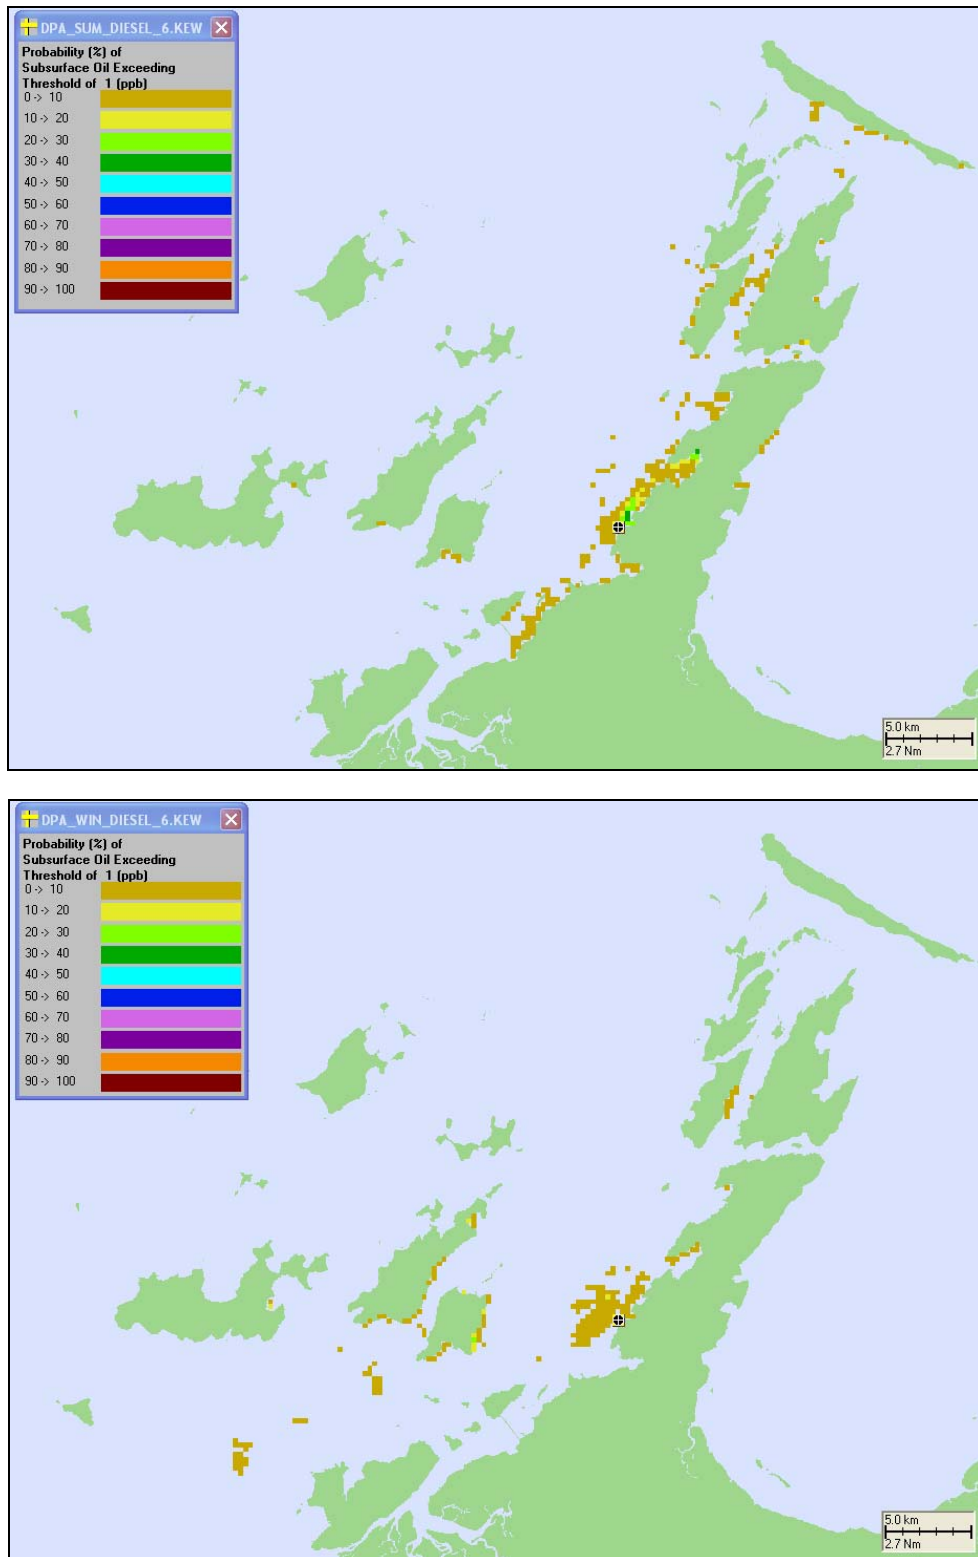 DPA_SUM_DIESEL_6.KEW
Probability (%) of
Subsurface Oil Exceeding
Threshold of 1 (ppb)
0 -> 10
10 -> 20
20 -> 30
30 -> 40
40 -> 50
50 -> 60
60 -> 70
70 -> 80
80 -> 90
90 -> 100
5.0 km
2.7 Nm
DPA_WIN_DIESEL_6.KEW
Probability (%) of
Subsurface Oil Exceeding
Threshold of 1 (ppb)
0 -> 10
10 -> 20
20 -> 30
30 -> 40
40 -> 50
50 -> 60
60 -> 70
70 -> 80
80 -> 90
90 -> 100
5.0 km
2.7 Nm